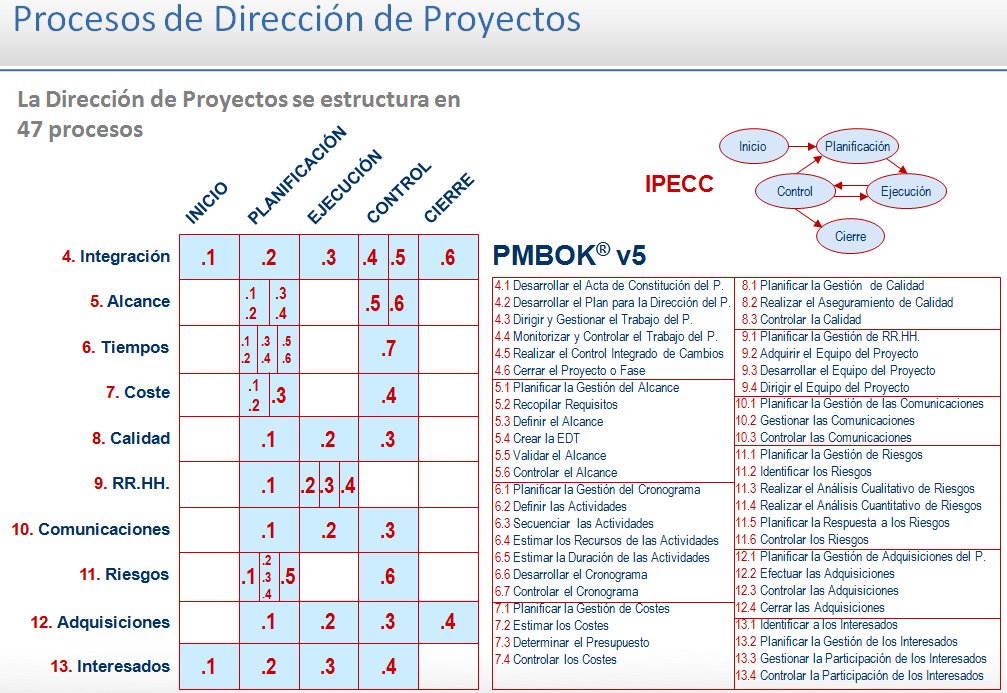 Procesos de Dirección de Proyectos
La Dirección de Proyectos se estructura en
47 procesos
INICIO
PLANIFICACIÓN
EJECUCIÓN
CONTROL
CIERRE
4. Integración .1 .2 .3 .4 .5 .6
5. Alcance .1 .2 .3 .4 .5 .6
6. Tiempos .1 .2 .3 .4 .5 .6 .7
7. Coste .1 .2 .3 .4
8. Calidad .1 .2 .3
9. RR.HH. .1 .2 .3 .4
10. Comunicaciones .1 .2 .3
11. Riesgos .1 .2 .3 .4 .5 .6
12. Adquisiciones .1 .2 .3 .4
13. Interesados .1 .2 .3 .4
IPECC
Inicio
Planificación
Control
Ejecución
Cierre
PMBOK® v5
4.1 Desarrollar el Acta de Constitución del P.
4.2 Desarrollar el Plan para la Dirección del P.
4.3 Dirigir y Gestionar el Trabajo del P.
4.4 Monitorizar y Controlar el Trabajo del P.
4.5 Realizar el Control Integrado de Cambios
4.6 Cerrar el Proyecto o Fase
5.1 Planificar la Gestión del Alcance
5.2 Recopilar Requisitos
5.3 Definir el Alcance
5.4 Crear la EDT
5.5 Validar el Alcance
5.6 Controlar el Alcance
6.1 Planificar la Gestión del Cronograma
6.2 Definir las Actividades
6.3 Secuenciar las Actividades
6.4 Estimar los Recursos de las Actividades
6.5 Estimar la Duración de las Actividades
6.6 Desarrollar el Cronograma
6.7 Controlar el Cronograma
7.1 Planificar la Gestión de Costes
7.2 Estimar los Costes
7.3 Determinar el Presupuesto
7.4 Controlar los Costes
8.1 Planificar la Gestión de Calidad
8.2 Realizar el Aseguramiento de Calidad
8.3 Controlar la Calidad
9.1 Planificar la Gestión de RR.HH.
9.2 Adquirir el Equipo del Proyecto
9.3 Desarrollar el Equipo del Proyecto
9.4 Dirigir el Equipo del Proyecto
10.1 Planificar la Gestión de las Comunicaciones
10.2 Gestionar las Comunicaciones
10.3 Controlar las Comunicaciones
11.1 Planificar la Gestión de Riesgos
11.2 Identificar los Riesgos
11.3 Realizar el Análisis Cualitativo de Riesgos
11.4 Realizar el Análisis Cuantitativo de Riesgos
11.5 Planificar la Respuesta a los Riesgos
11.6 Controlar los Riesgos
12.1 Planificar la Gestión de Adquisiciones del P.
12.2 Efectuar las Adquisiciones
12.3 Controlar las Adquisiciones
12.4 Cerrar las Adquisiciones
13.1 Identificar a los Interesados
13.2 Planificar la Gestión de los Interesados
13.3 Gestionar la Participación de los Interesados
13.4 Controlar la Participación de los Interesados